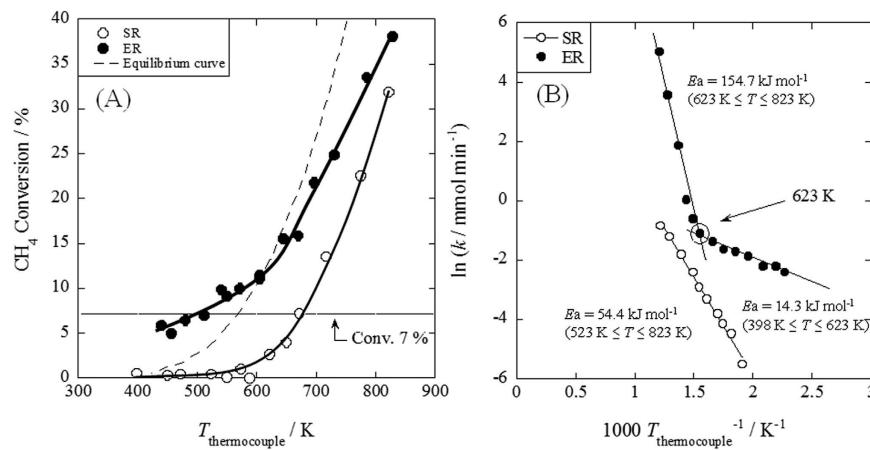 40
35
30
25
20
15
10
5
0
CH4 Conversion / %
SR
ER
Equilibrium curve
(A)
Conv. 7 %
300 400 500 600 700 800 900
Tthermocouple / K
6
4
2
0
-2
-4
-6
ln (k / mmol min⁻¹)
SR
ER
(B)
Ea = 154.7 kJ mol⁻¹
(623 K ≤ T ≤ 823 K)
623 K
Ea = 54.4 kJ mol⁻¹
(523 K ≤ T ≤ 823 K)
Ea = 14.3 kJ mol⁻¹
(398 K ≤ T ≤ 623 K)
0 0.5 1 1.5 2 2.5 3
1000 Tthermocouple⁻¹ / K⁻¹